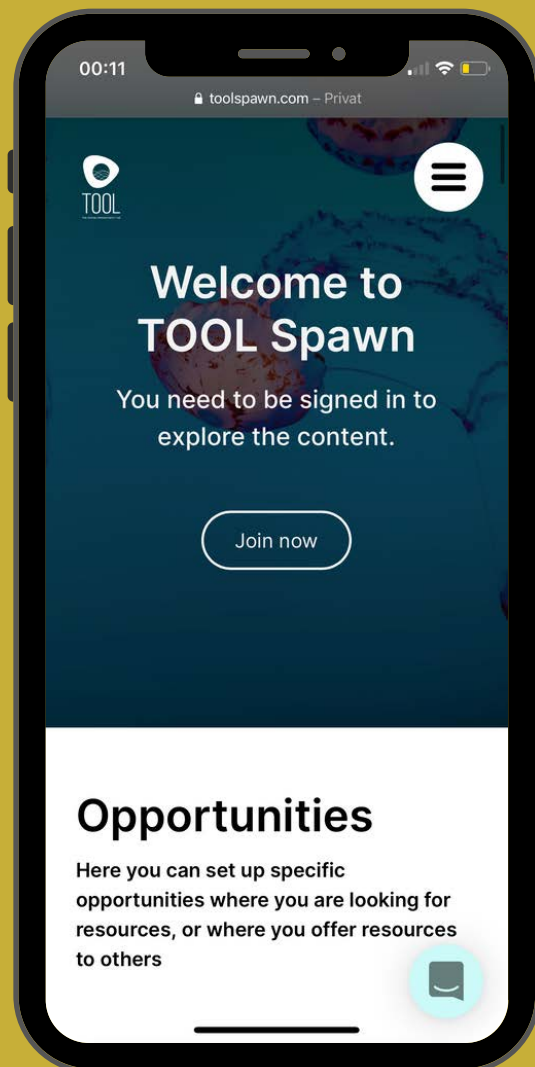 00:11
toolspawn.com – Privat
TOOL
Welcome to
TOOL Spawn
You need to be signed in to
explore the content.
Join now
Opportunities
Here you can set up specific
opportunities where you are looking for
resources, or where you offer resources
to others